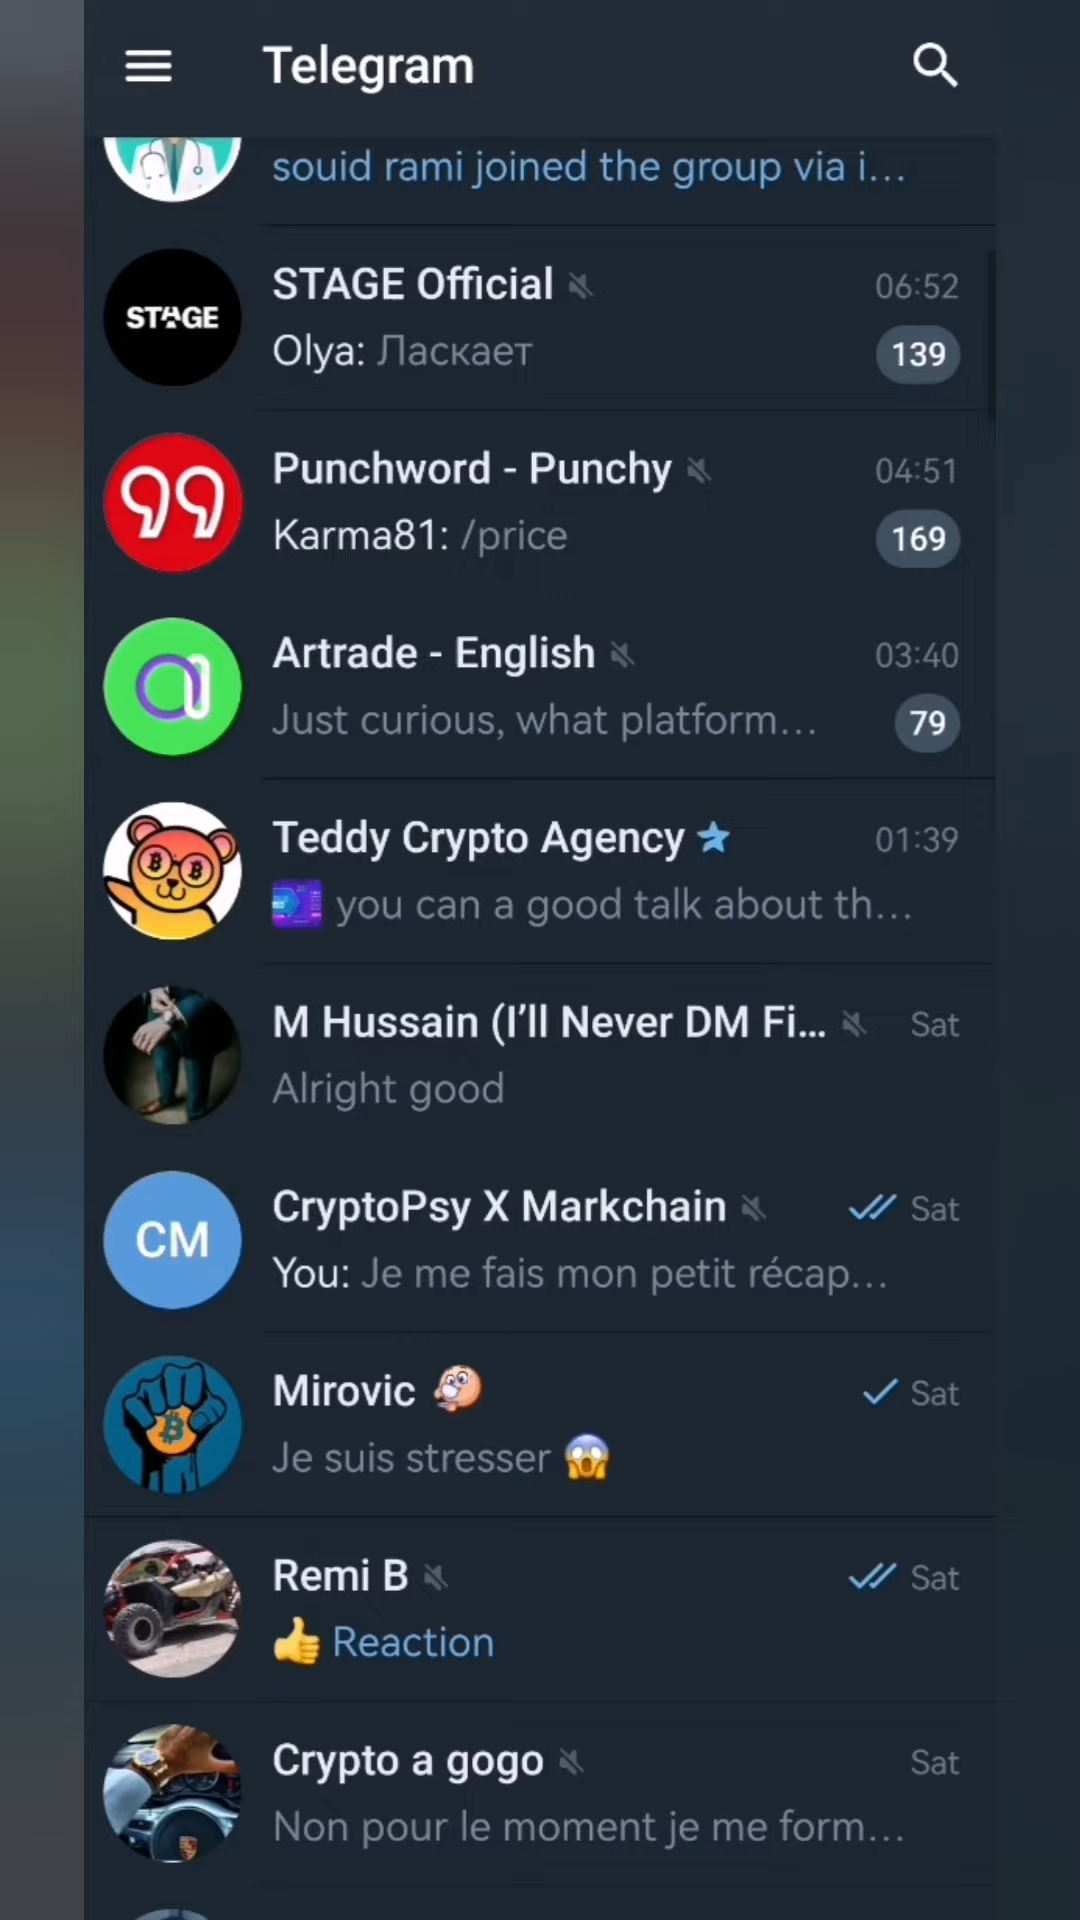 Telegram
souid rami joined the group via i...
STAGE
STAGE Official 06:52
Olya: Ласкает 139
Punchword - Punchy 04:51
Karma81: /price 169
Artrade - English 03:40
Just curious, what platform... 79
Teddy Crypto Agency 01:39
you can a good talk about th...
M Hussain (I'll Never DM Fi... Sat
Alright good
CM
CryptoPsy X Markchain Sat
You: Je me fais mon petit récap...
Mirovic Sat
Je suis stresser 😱
Remi B Sat
👍 Reaction
Crypto a gogo Sat
Non pour le moment je me form...